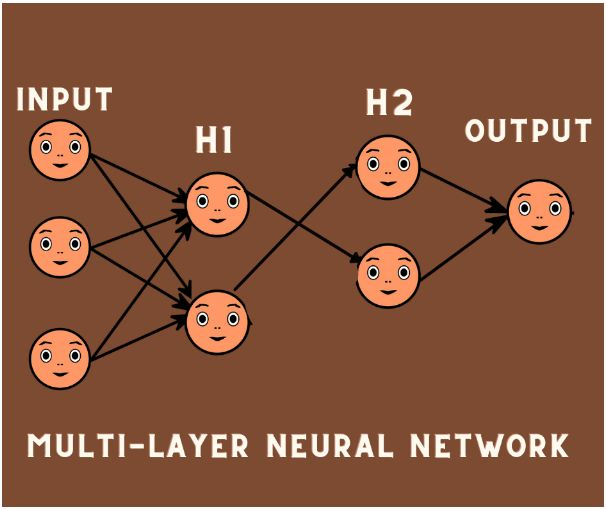 INPUT
H1
H2
OUTPUT
MULTI-LAYER NEURAL NETWORK